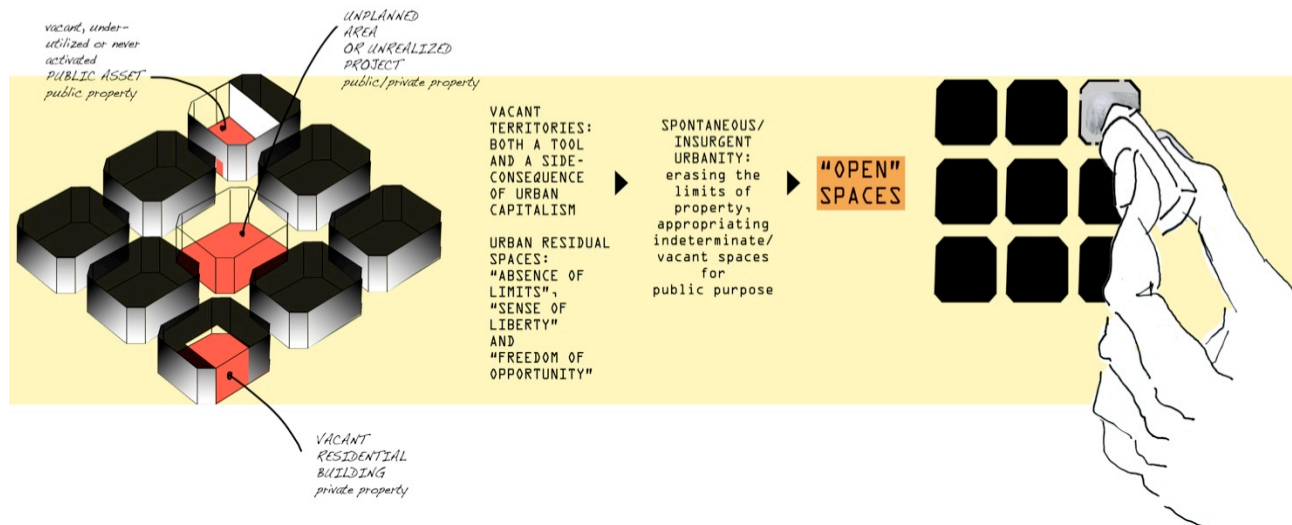 vacant, under-
utilized or never
activated
PUBLIC ASSET
public property
UNPLANNED
AREA
OR UNREALIZED
PROJECT
public/private property
VACANT
TERRITORIES:
BOTH A TOOL
AND A SIDE-
CONSEQUENCE
OF URBAN
CAPITALISM
URBAN RESIDUAL
SPACES:
"ABSENCE OF
LIMITS",
"SENSE OF
LIBERTY"
AND
"FREEDOM OF
OPPORTUNITY"
SPONTANEOUS/
INSURGENT
URBANITY:
erasing the
limits of
property,
appropriating
indeterminate/
vacant spaces
for
public purpose
"OPEN"
SPACES
VACANT
RESIDENTIAL
BUILDING
private property